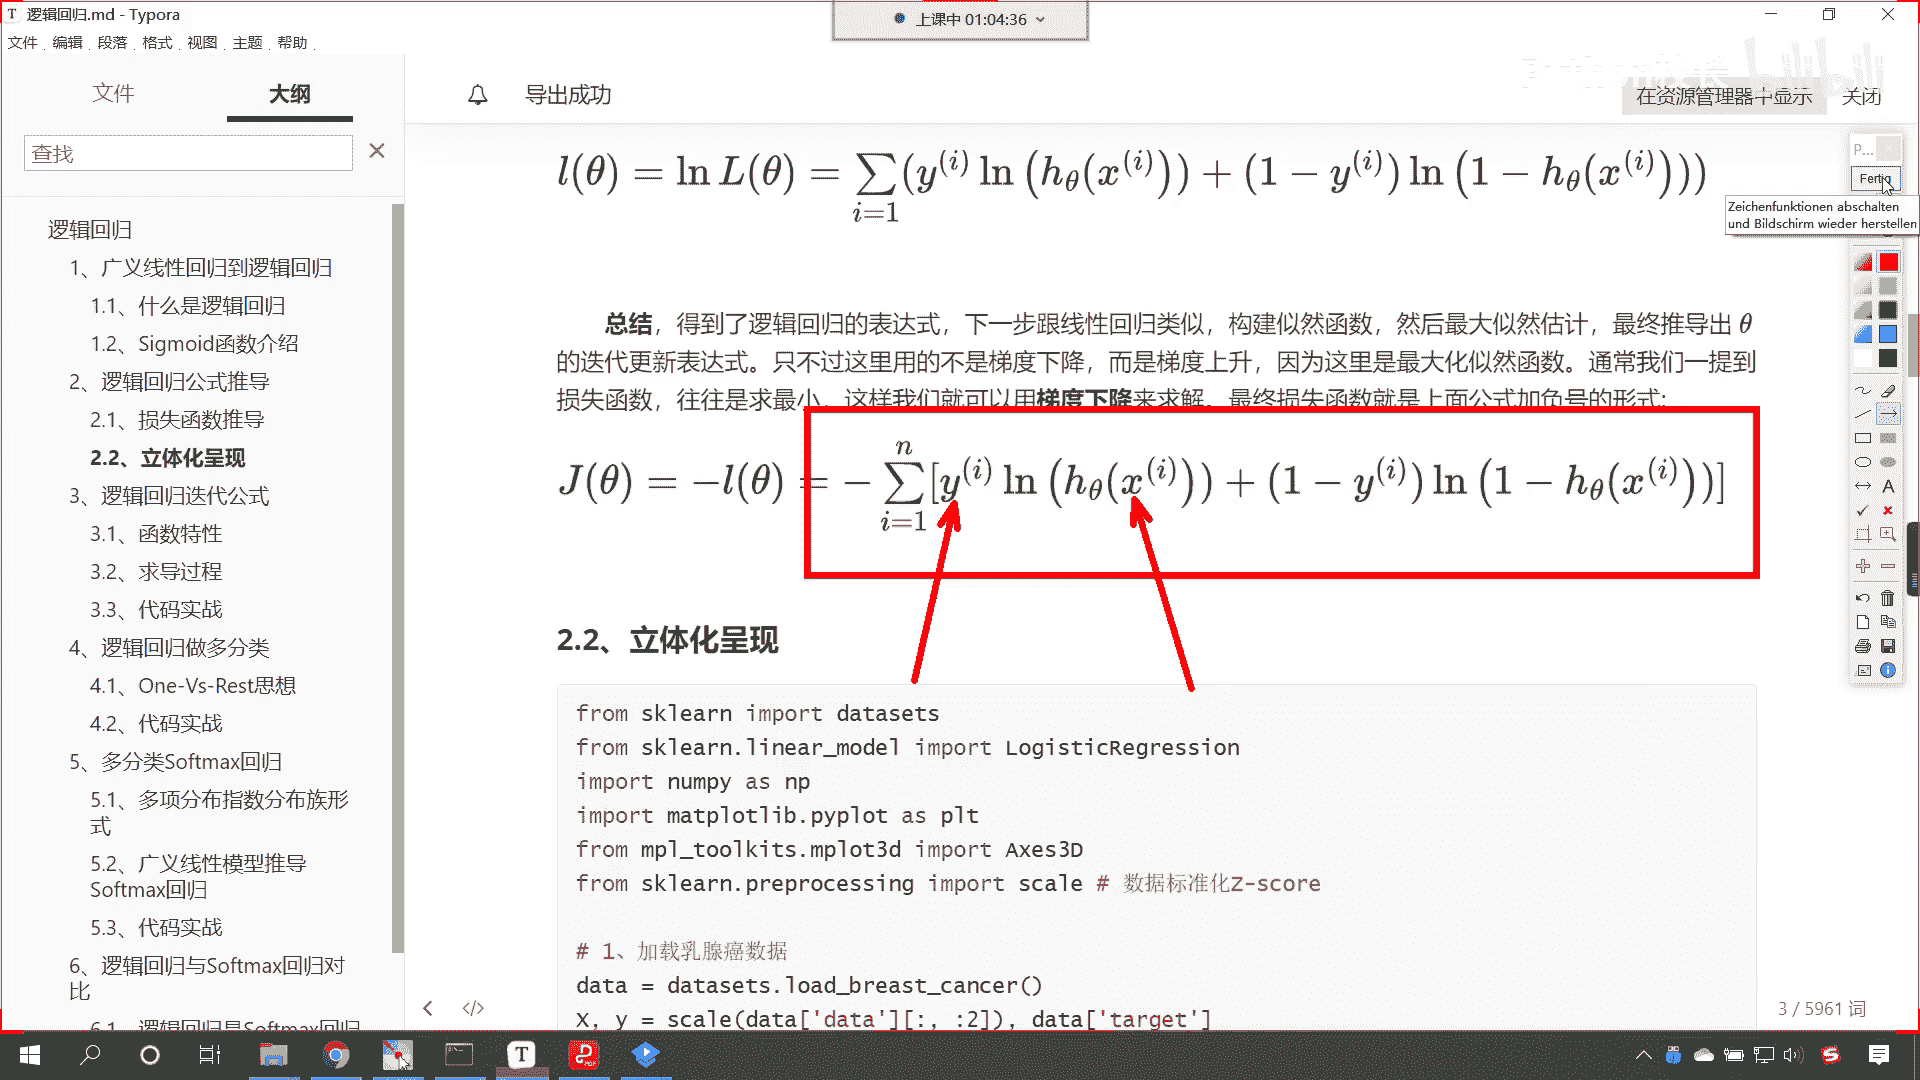 逻辑回归.md - Typora
上课中 01:04:36
文件 编辑 段落 格式 视图 主题 帮助
文件 大纲
查找
导出成功
在资源管理器中显示 关闭
逻辑回归
1、广义线性回归到逻辑回归
1.1、什么是逻辑回归
1.2、Sigmoid函数介绍
2、逻辑回归公式推导
2.1、损失函数推导
2.2、立体化呈现
3、逻辑回归迭代公式
3.1、函数特性
3.2、求导过程
3.3、代码实战
4、逻辑回归做多分类
4.1、One-Vs-Rest思想
4.2、代码实战
5、多分类Softmax回归
5.1、多项分布指数分布族形
式
5.2、广义线性模型推导
Softmax回归
5.3、代码实战
6、逻辑回归与Softmax回归对
比
6.1、逻辑回归是Softmax回归
l(θ) = ln L(θ) = ∑_{i=1}(y^{(i)} ln (h_θ(x^{(i)})) + (1 − y^{(i)}) ln (1 − h_θ(x^{(i)})))
总结，得到了逻辑回归的表达式，下一步跟线性回归类似，构建似然函数，然后最大似然估计，最终推导出 θ
的迭代更新表达式。只不过这里用的不是梯度下降，而是梯度上升，因为这里是最大化似然函数。通常我们一提到
损失函数，往往是求最小，这样我们就可以用梯度下降来求解。最终损失函数就是上面公式加负号的形式:
J(θ) = −l(θ) = −∑_{i=1}^{n}[y^{(i)} ln (h_θ(x^{(i)})) + (1 − y^{(i)}) ln (1 − h_θ(x^{(i)}))]
2.2、立体化呈现
from sklearn import datasets
from sklearn.linear_model import LogisticRegression
import numpy as np
import matplotlib.pyplot as plt
from mpl_toolkits.mplot3d import Axes3D
from sklearn.preprocessing import scale # 数据标准化Z-score
# 1、加载乳腺癌数据
data = datasets.load_breast_cancer()
X, y = scale(data['data'][:, :2]), data['target']
3 / 5961 词
P...
Fertig
Zeichenfunktionen abschalten
und Bildschirm wieder herstellen